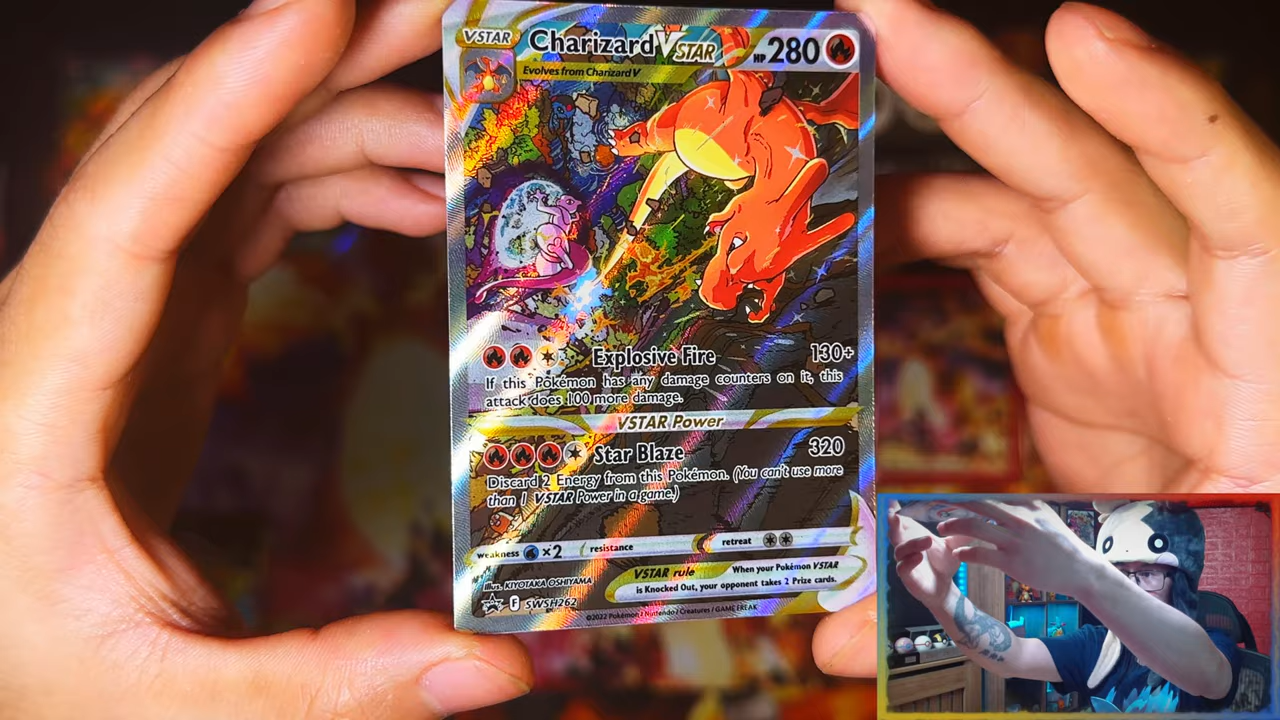 VSTAR
Charizard VSTAR
HP 280
Evolves from Charizard V
Explosive Fire 130+
If this Pokémon has any damage counters on it, this
attack does 100 more damage.
VSTAR Power
Star Blaze 320
Discard 2 Energy from this Pokémon. (You can't use more
than 1 VSTAR Power in a game.)
weakness ×2 resistance retreat
VSTAR rule When your Pokémon VSTAR
is Knocked Out, your opponent takes 2 Prize cards.
Illus. KIYOTAKA OSHIYAMA
F SWSH262
©2022 Pokémon / Nintendo / Creatures / GAME FREAK